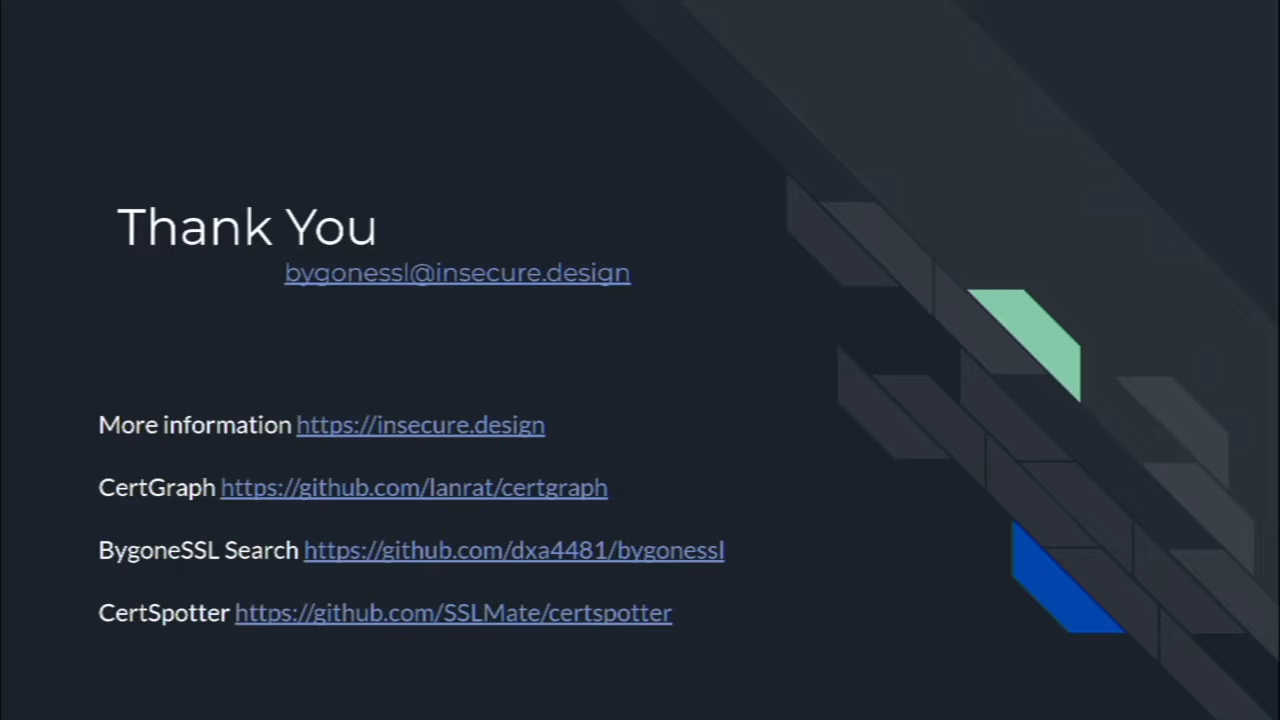 Thank You
bygonessl@insecure.design
More information https://insecure.design
CertGraph https://github.com/lanrat/certgraph
BygoneSSL Search https://github.com/dxa4481/bygonessl
CertSpotter https://github.com/SSLMate/certspotter